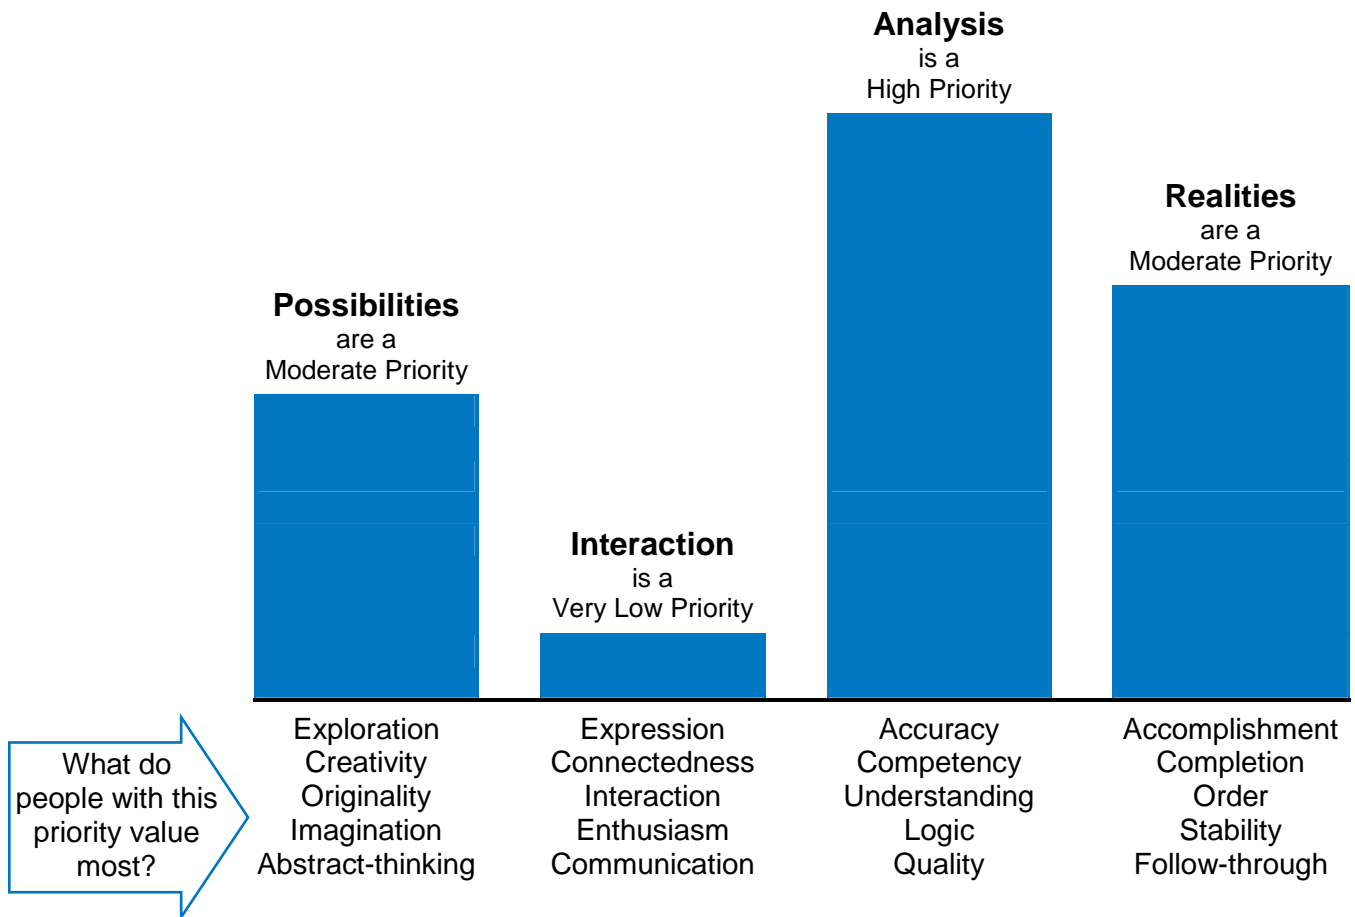 Analysis
is a
High Priority
Realities
are a
Moderate Priority
Possibilities
are a
Moderate Priority
Interaction
is a
Very Low Priority
What do
people with this
priority value
most?
Exploration
Creativity
Originality
Imagination
Abstract-thinking
Expression
Connectedness
Interaction
Enthusiasm
Communication
Accuracy
Competency
Understanding
Logic
Quality
Accomplishment
Completion
Order
Stability
Follow-through